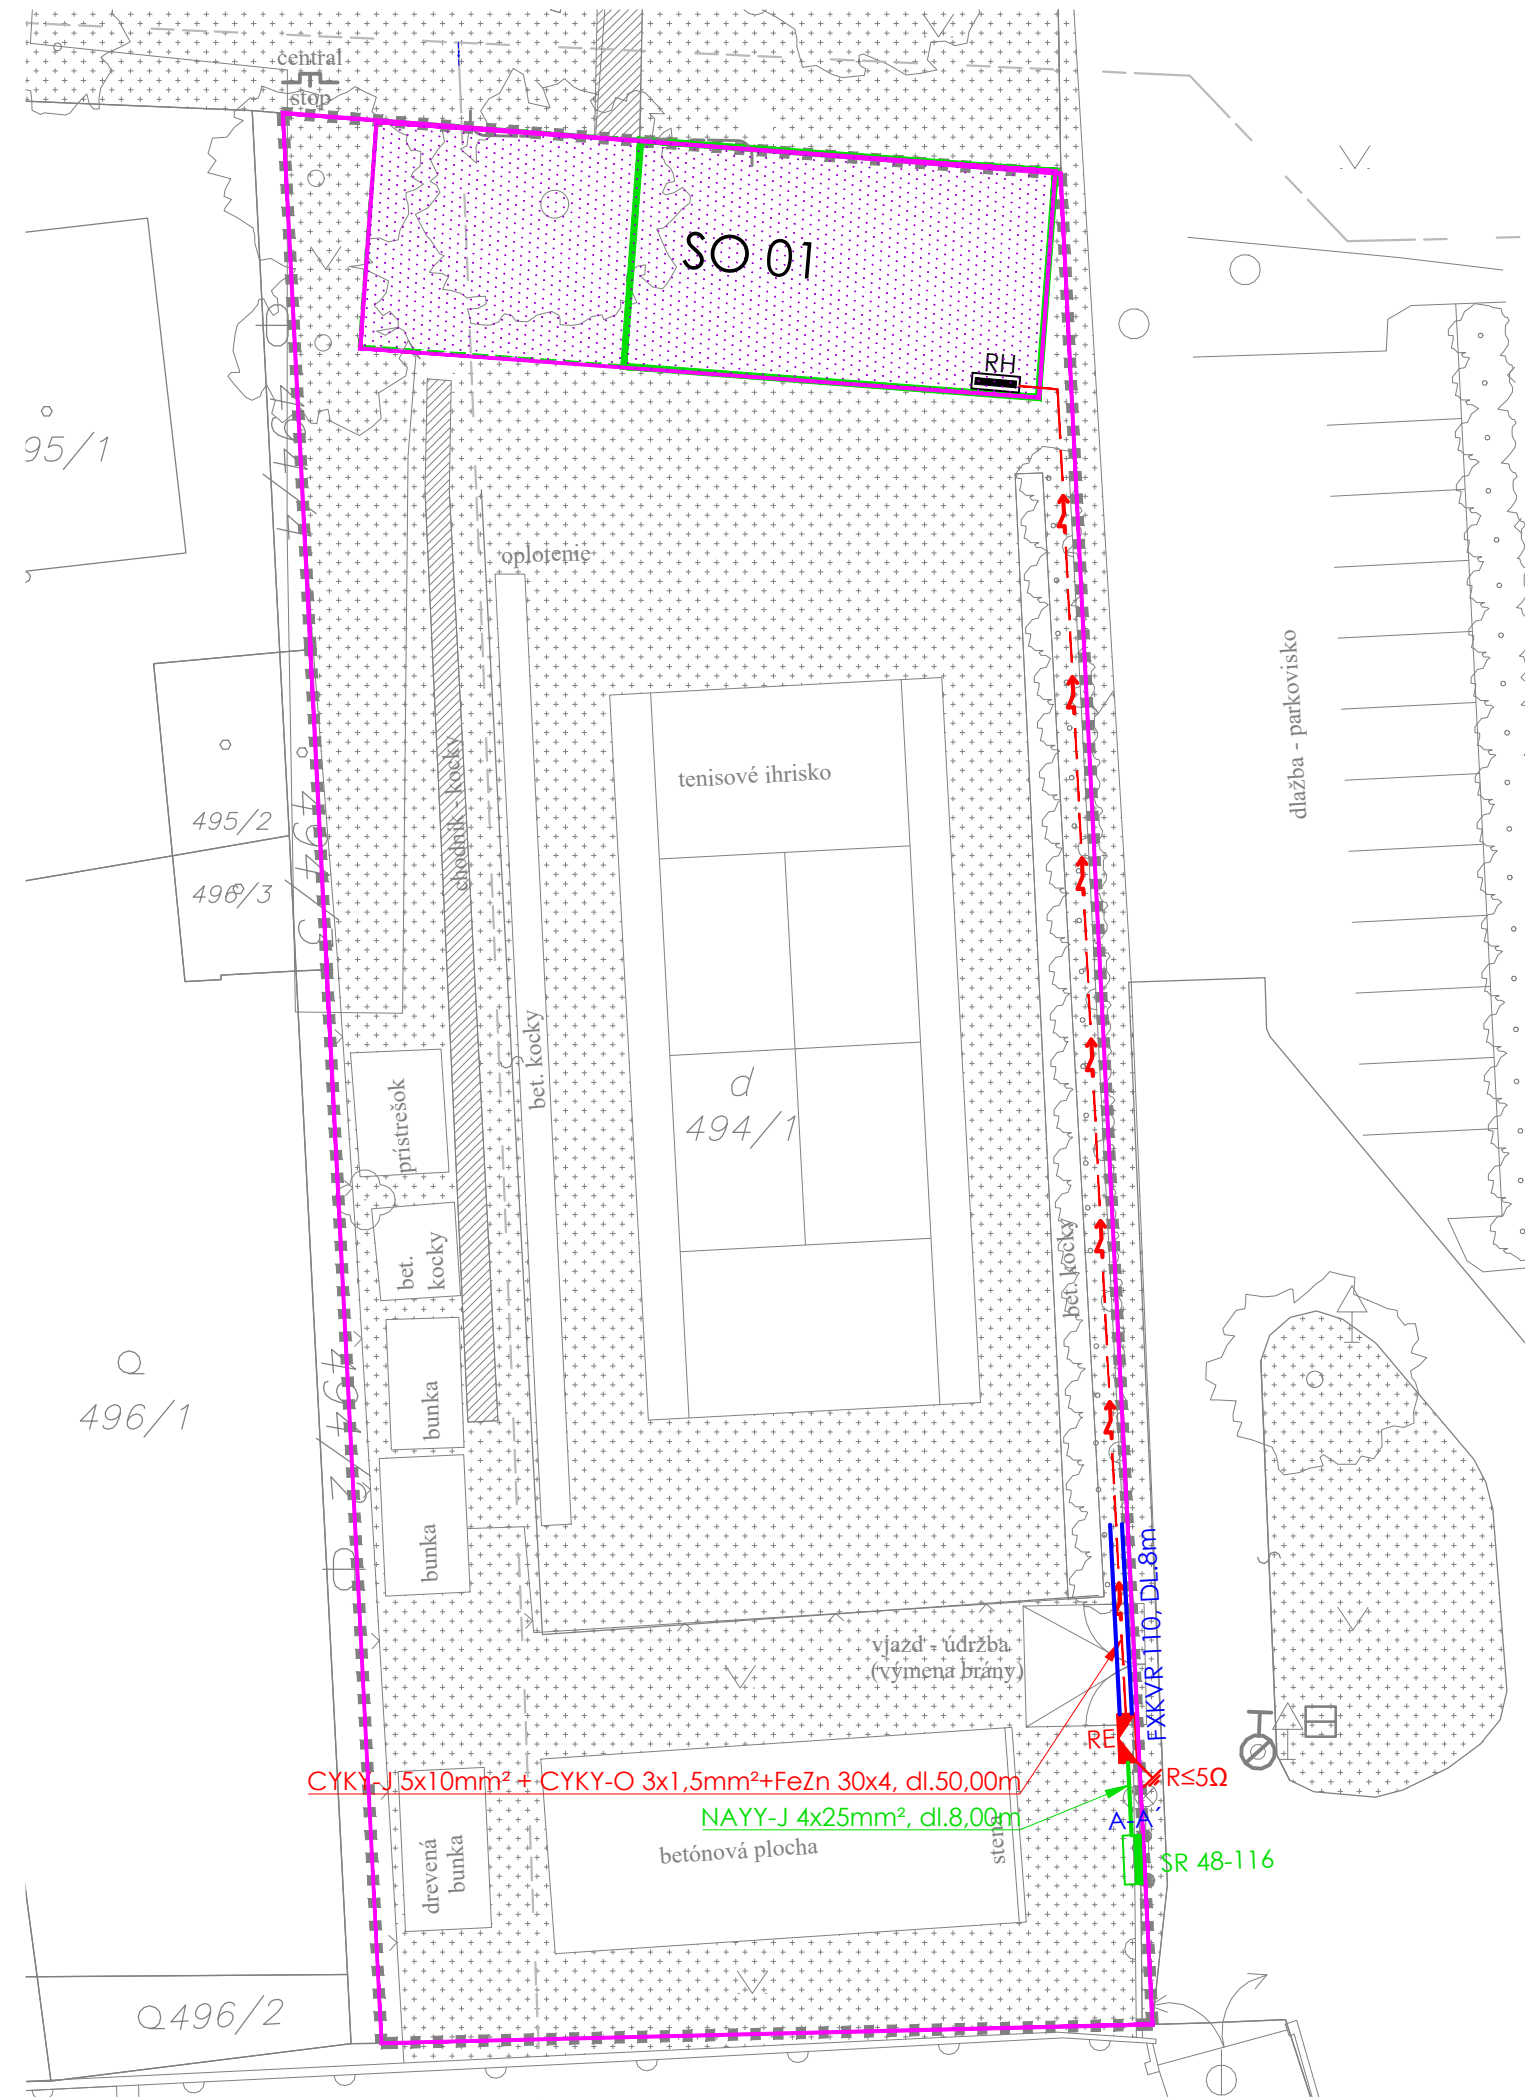 central
stop
SO 01
RH
95/1
oplotenie
chodník - kocky
tenisové ihrisko
dlažba - parkovisko
495/2
496/3
d
494/1
bet. kocky
prístrešok
bet.
kocky
bet. kocky
bunka
496/1
bunka
FXKVR 110, DL.8m
vjazd - údržba
(výmena brány)
RE
CYKY-J 5x10mm² + CYKY-O 3x1,5mm²+FeZn 30x4, dl.50,00m
R≤5Ω
NAYY-J 4x25mm², dl.8,00m
A-A´
betónová plocha
stena
SR 48-116
drevená
bunka
496/2